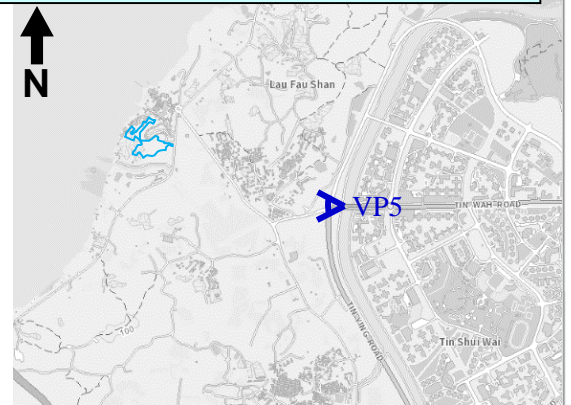 N
Lau Fau Shan
VP5
TIN WAH ROAD
100
TIN YING ROAD
Tin Shui Wai